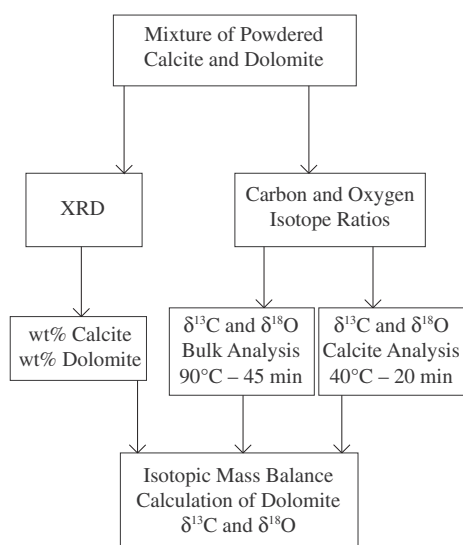 Mixture of Powdered
Calcite and Dolomite
XRD
Carbon and Oxygen
Isotope Ratios
wt% Calcite
wt% Dolomite
δ¹³C and δ¹⁸O
Bulk Analysis
90°C – 45 min
δ¹³C and δ¹⁸O
Calcite Analysis
40°C – 20 min
Isotopic Mass Balance
Calculation of Dolomite
δ¹³C and δ¹⁸O